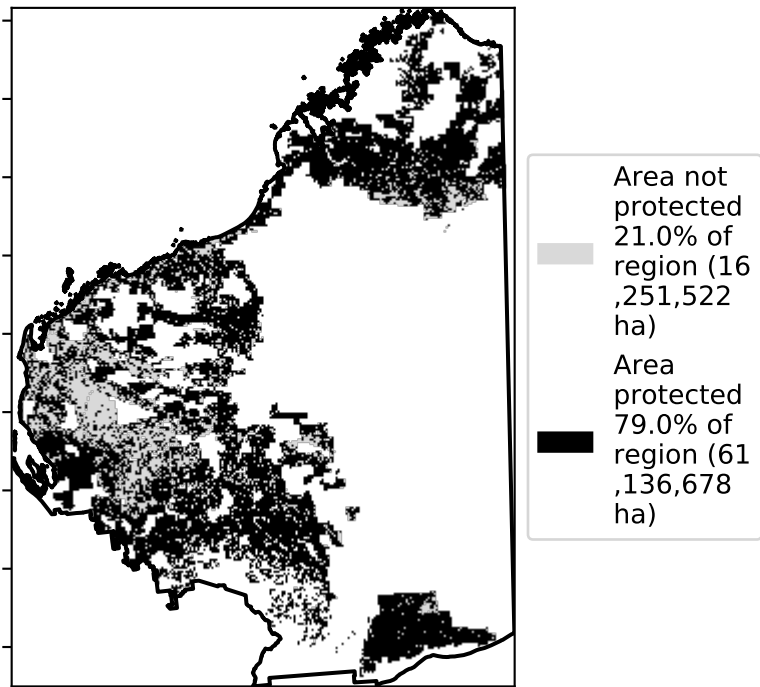 Area not
protected
21.0% of
region (16
,251,522
ha)
Area
protected
79.0% of
region (61
,136,678
ha)